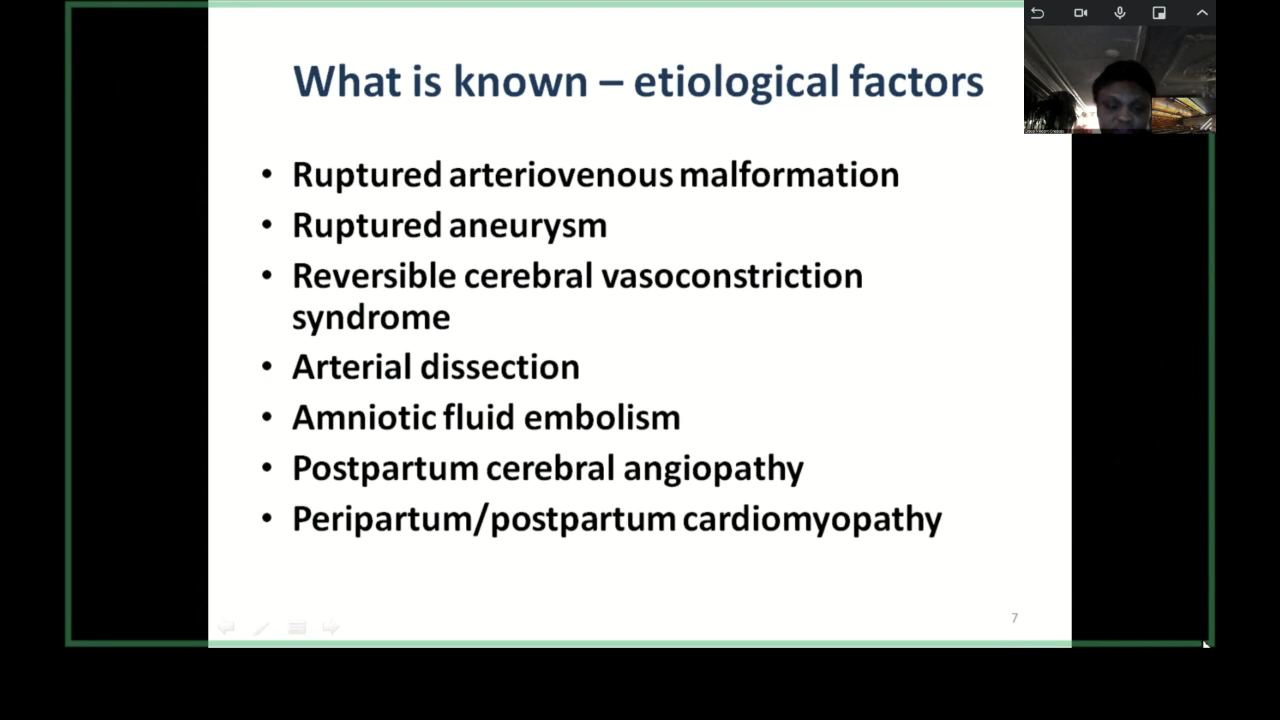 What is known – etiological factors
• Ruptured arteriovenous malformation
• Ruptured aneurysm
• Reversible cerebral vasoconstriction
syndrome
• Arterial dissection
• Amniotic fluid embolism
• Postpartum cerebral angiopathy
• Peripartum/postpartum cardiomyopathy
7